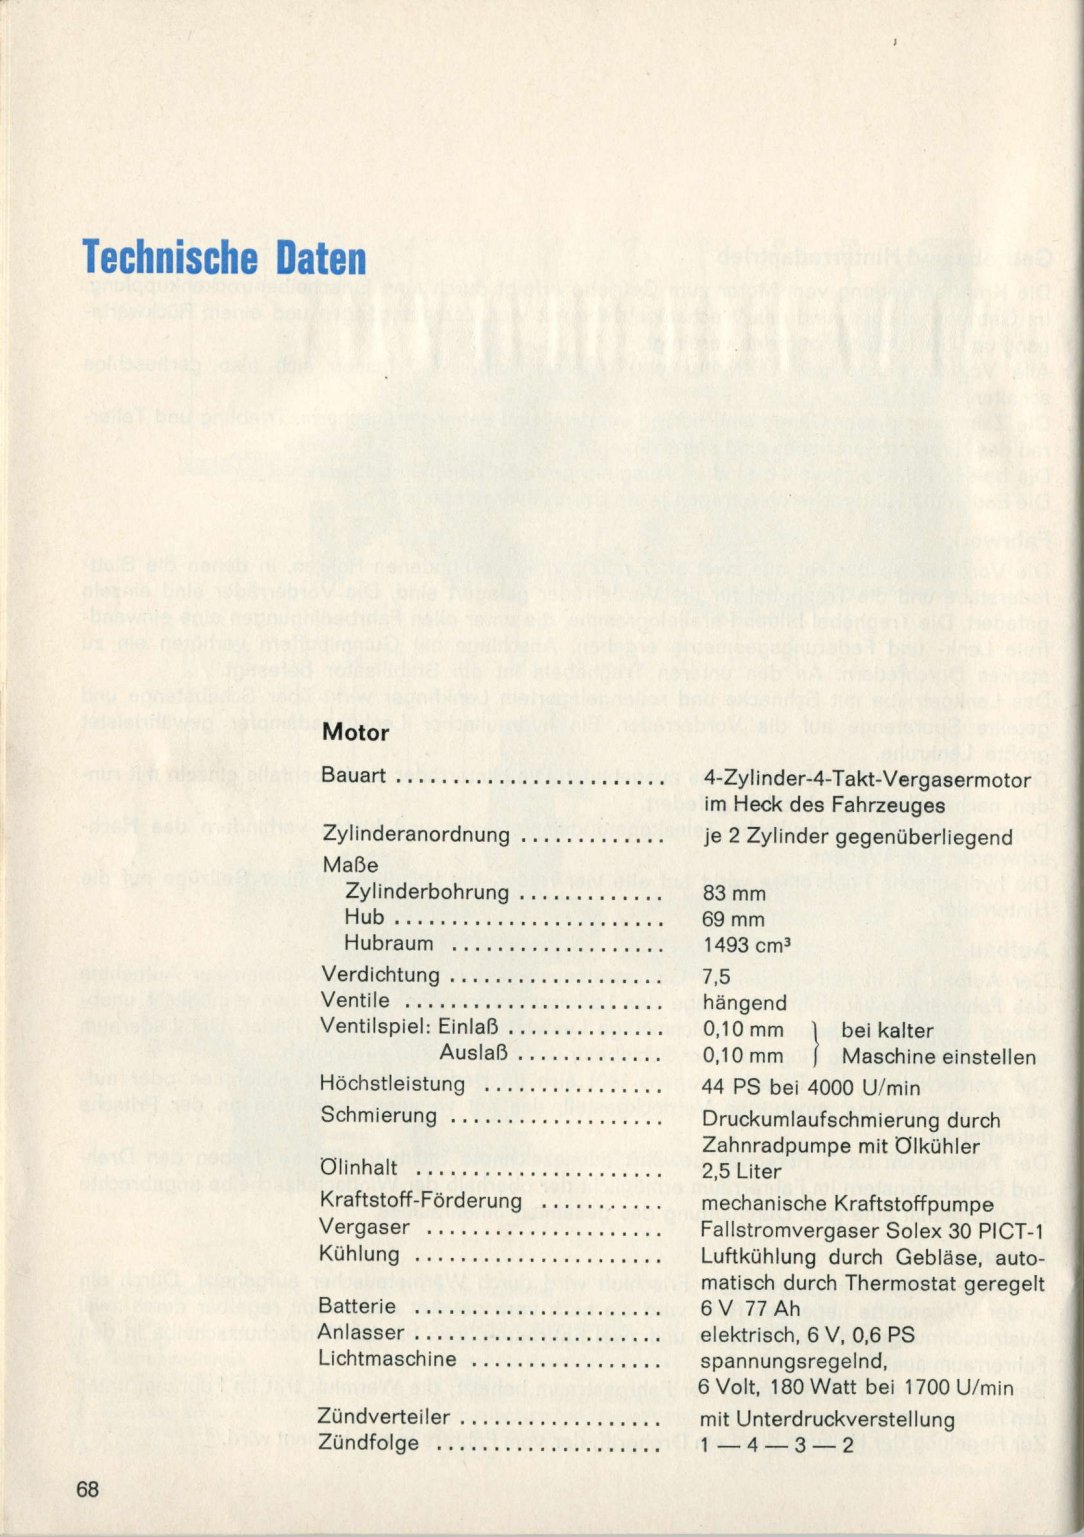 Technische Daten
Motor
Bauart ........................ 4-Zylinder-4-Takt-Vergasermotor
im Heck des Fahrzeuges
Zylinderanordnung ............. je 2 Zylinder gegenüberliegend
Maße
Zylinderbohrung ............. 83 mm
Hub ........................ 69 mm
Hubraum ................... 1493 cm³
Verdichtung ................... 7,5
Ventile ....................... hängend
Ventilspiel: Einlaß .............. 0,10 mm } bei kalter
Auslaß ............. 0,10 mm } Maschine einstellen
Höchstleistung ................ 44 PS bei 4000 U/min
Schmierung ................... Druckumlaufschmierung durch
Zahnradpumpe mit Ölkühler
Ölinhalt ...................... 2,5 Liter
Kraftstoff-Förderung ........... mechanische Kraftstoffpumpe
Vergaser ..................... Fallstromvergaser Solex 30 PICT-1
Kühlung ...................... Luftkühlung durch Gebläse, auto-
matisch durch Thermostat geregelt
Batterie ...................... 6 V 77 Ah
Anlasser ...................... elektrisch, 6 V, 0,6 PS
Lichtmaschine ................. spannungsregelnd,
6 Volt, 180 Watt bei 1700 U/min
Zündverteiler .................. mit Unterdruckverstellung
Zündfolge .................... 1 — 4 — 3 — 2
68